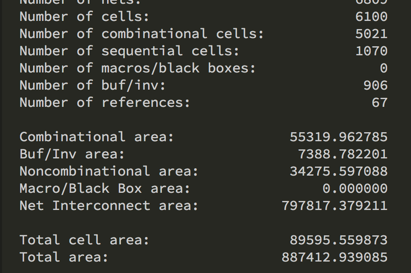 Number of nets: 6809
Number of cells: 6100
Number of combinational cells: 5021
Number of sequential cells: 1070
Number of macros/black boxes: 0
Number of buf/inv: 906
Number of references: 67
Combinational area: 55319.962785
Buf/Inv area: 7388.782201
Noncombinational area: 34275.597088
Macro/Black Box area: 0.000000
Net Interconnect area: 797817.379211
Total cell area: 89595.559873
Total area: 887412.939085